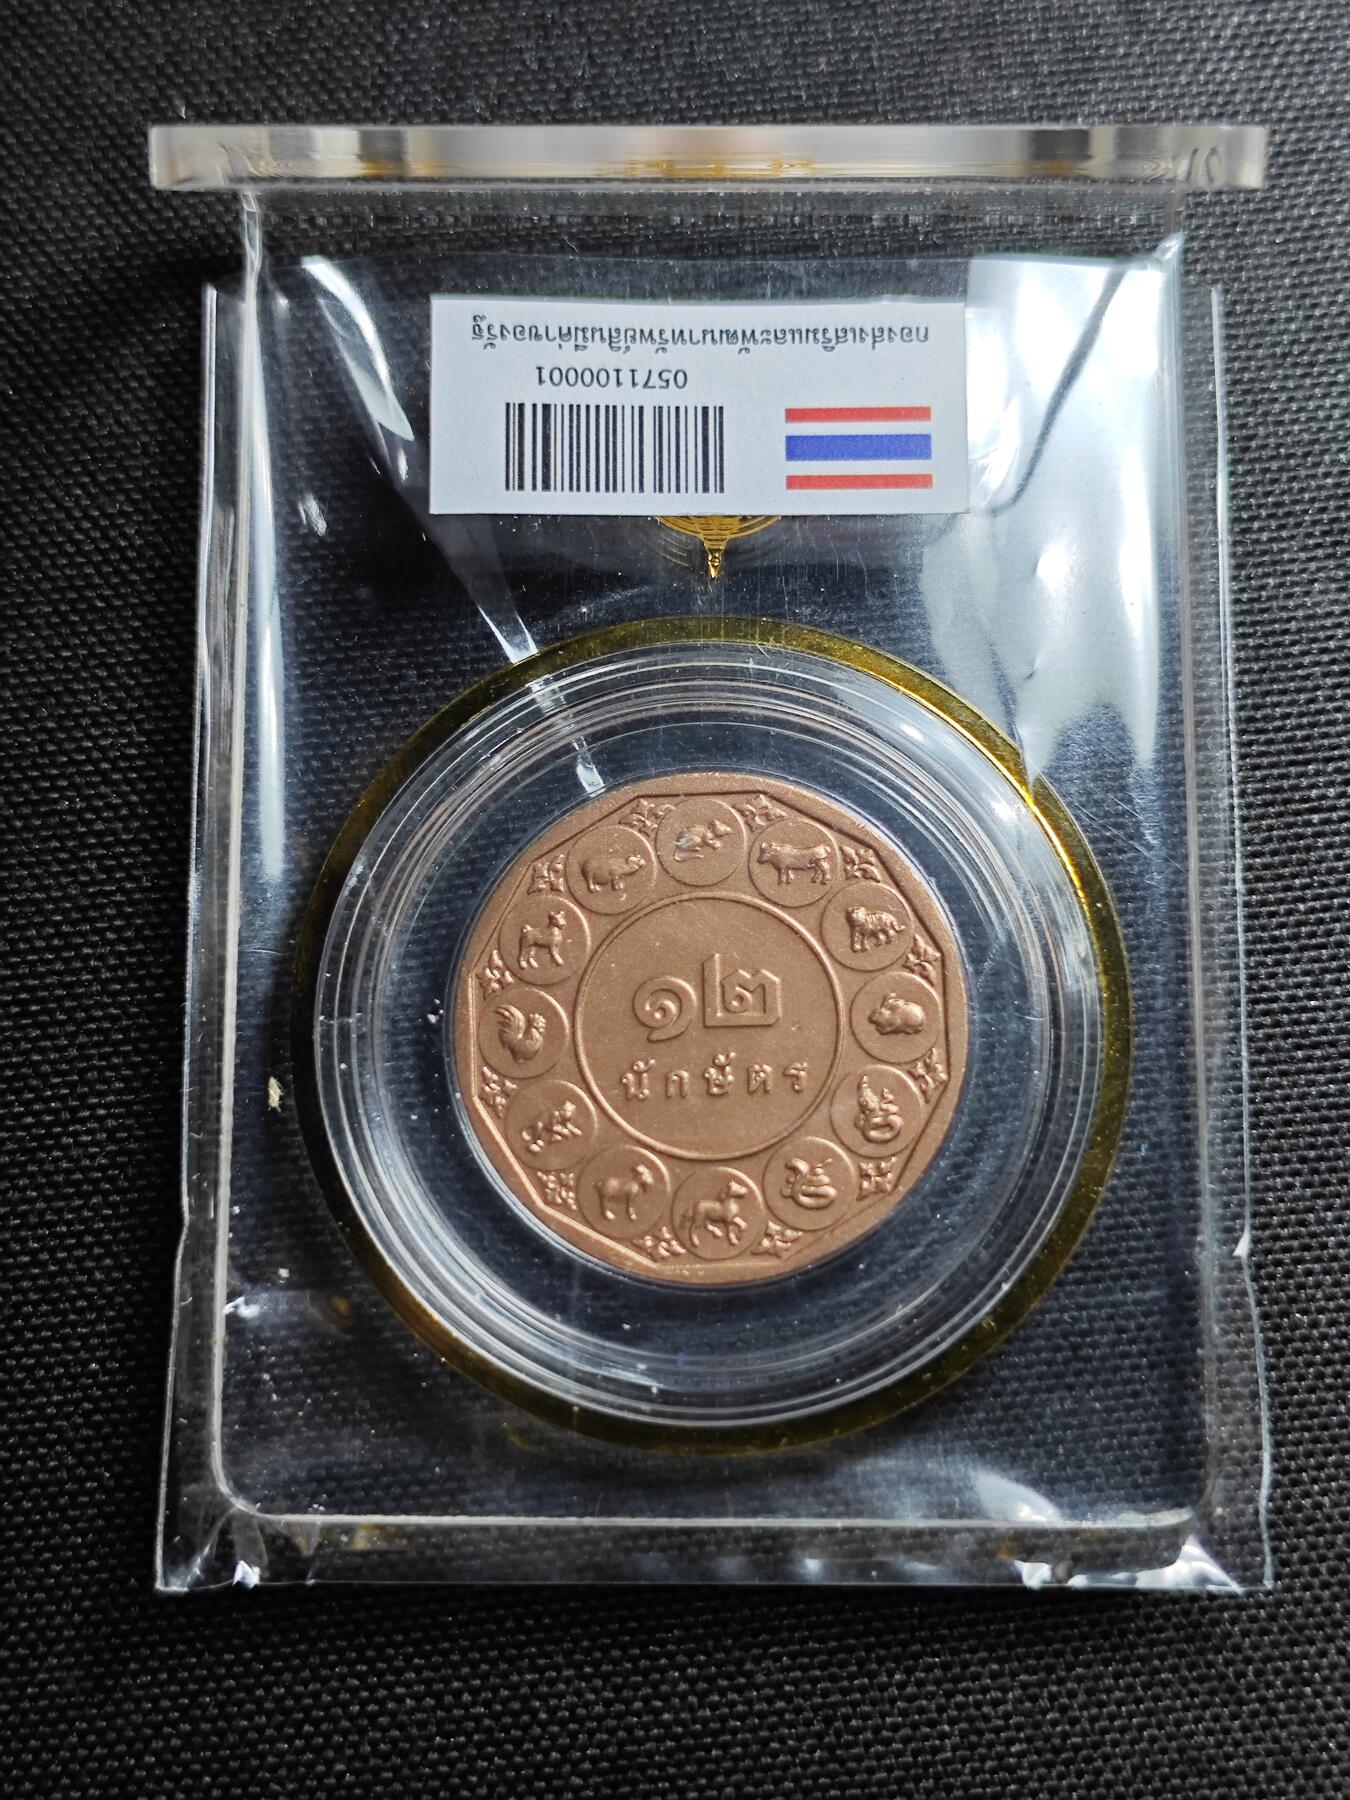 กองส่งเสริมและพัฒนาทรัพย์สินมีค่าของรัฐ
0571100001
๑๒
นักษัตร